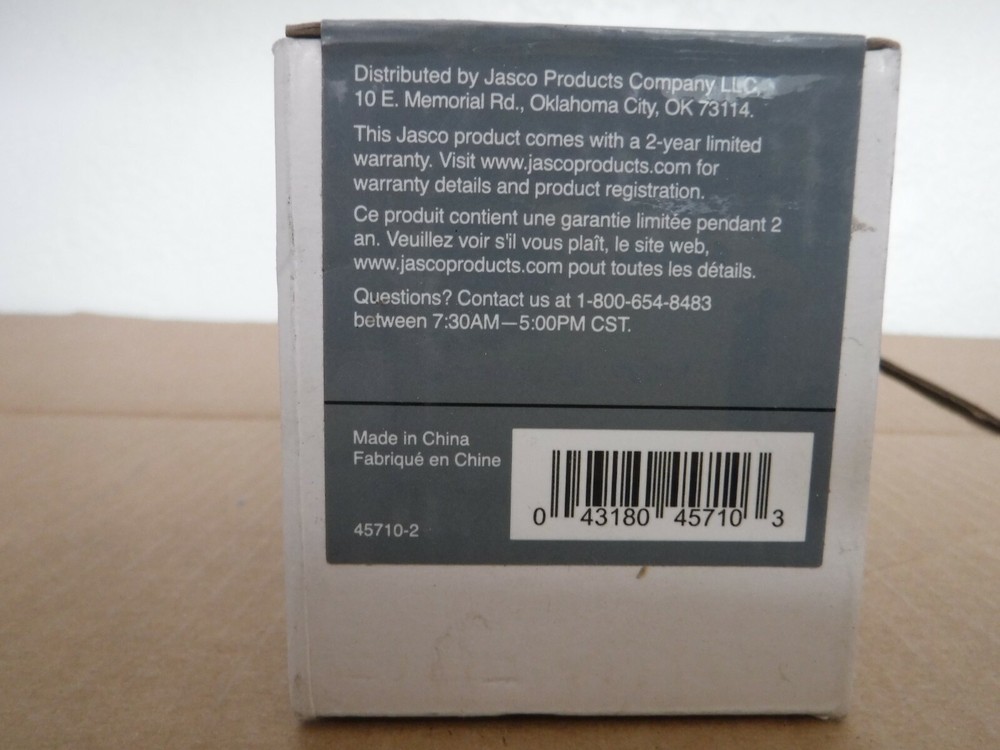 Distributed by Jasco Products Company LLC,
10 E. Memorial Rd., Oklahoma City, OK 73114.
This Jasco product comes with a 2-year limited
warranty. Visit www.jascoproducts.com for
warranty details and product registration.
Ce produit contient une garantie limitée pendant 2
an. Veuillez voir s'il vous plaît, le site web,
www.jascoproducts.com pout toutes les détails.
Questions? Contact us at 1-800-654-8483
between 7:30AM—5:00PM CST.
Made in China
Fabriqué en Chine
45710-2
0 43180 45710 3